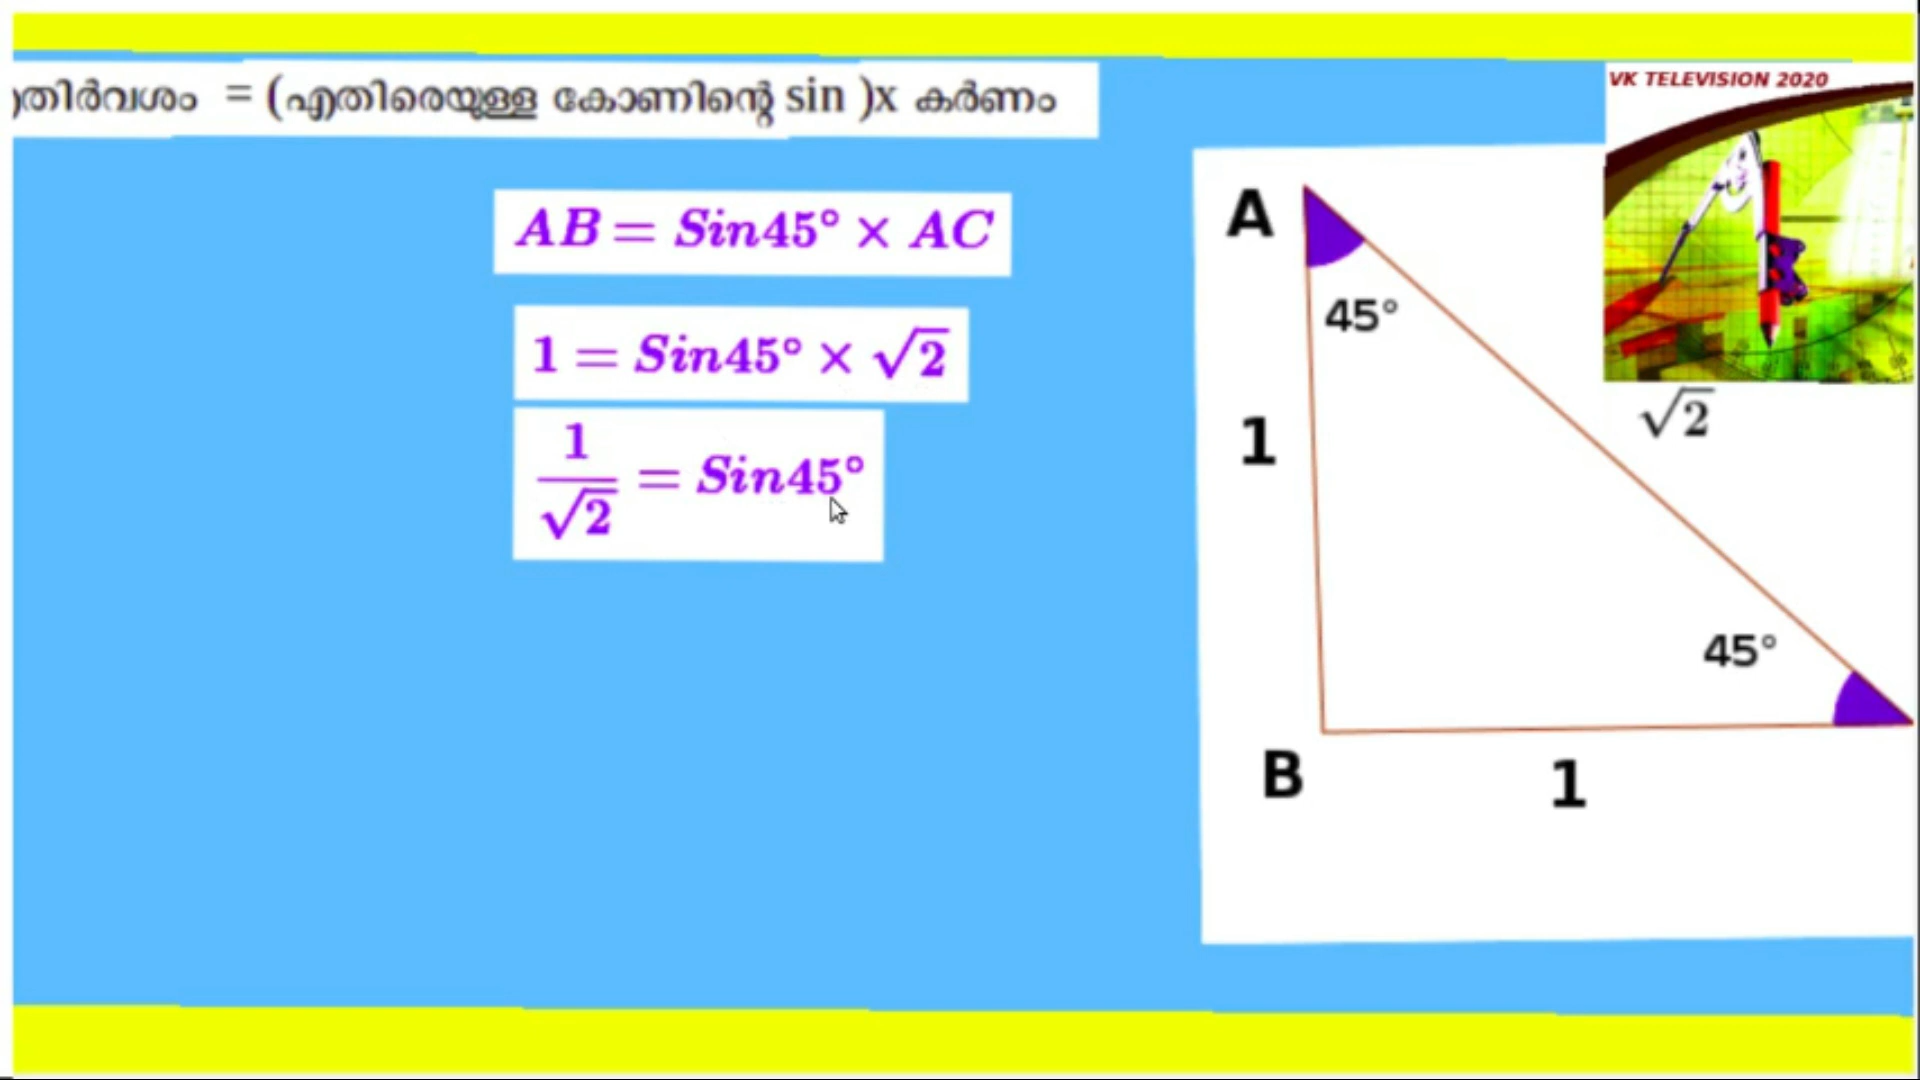 = (എതിരെയുള്ള കോണിന്റെ sin )x കർണം
VK TELEVISION 2020
AB = Sin45° × AC
1 = Sin45° × √2
1/√2 = Sin45°
A
45°
√2
1
45°
B
1